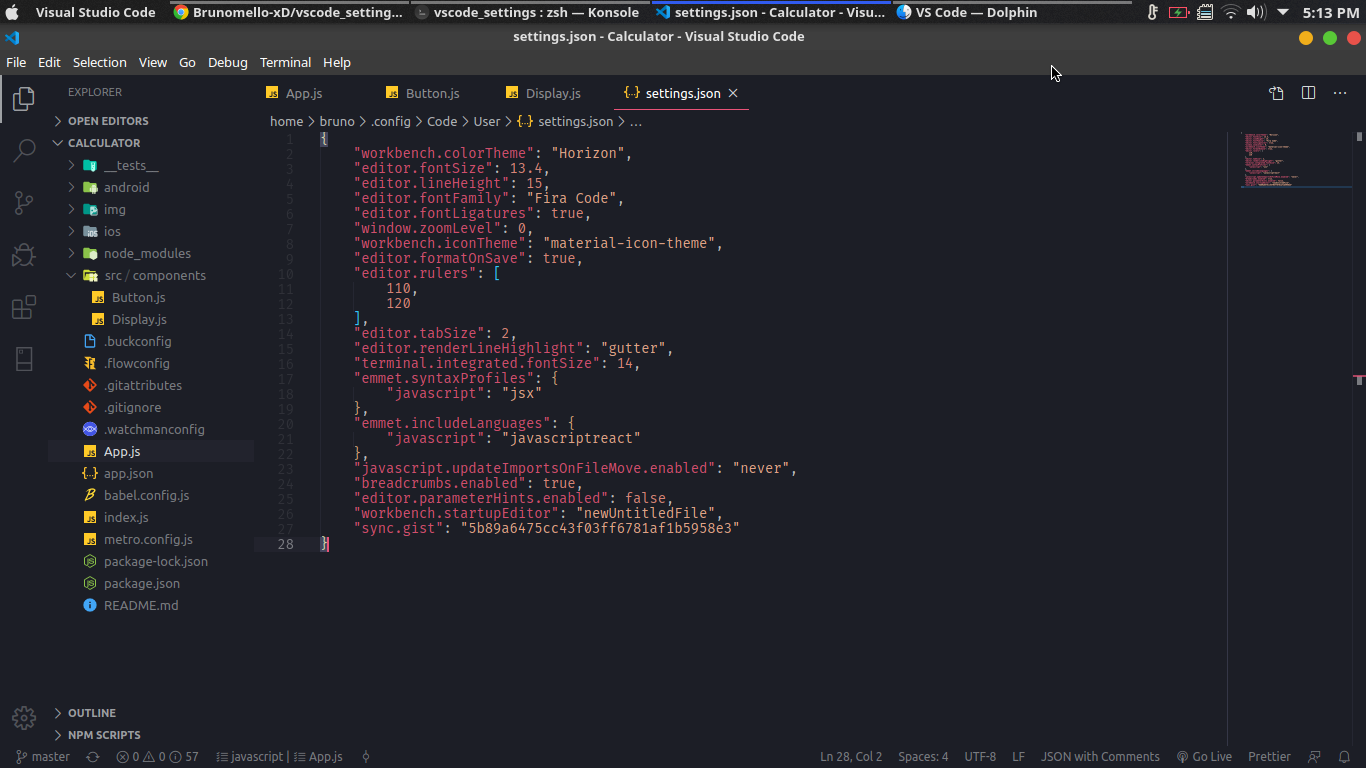 Visual Studio Code Brunomello-xD/vscode_setting... vscode_settings : zsh — Konsole settings.json - Calculator - Visu... VS Code — Dolphin 5:13 PM
settings.json - Calculator - Visual Studio Code
File Edit Selection View Go Debug Terminal Help
EXPLORER
OPEN EDITORS
CALCULATOR
__tests__
android
img
ios
node_modules
src / components
JS Button.js
JS Display.js
.buckconfig
.flowconfig
.gitattributes
.gitignore
.watchmanconfig
JS App.js
{..} app.json
babel.config.js
JS index.js
JS metro.config.js
package-lock.json
package.json
README.md
OUTLINE
NPM SCRIPTS
JS App.js JS Button.js JS Display.js {..} settings.json
home > bruno > .config > Code > User > {..} settings.json > ...
1 {
2 "workbench.colorTheme": "Horizon",
3 "editor.fontSize": 13.4,
4 "editor.lineHeight": 15,
5 "editor.fontFamily": "Fira Code",
6 "editor.fontLigatures": true,
7 "window.zoomLevel": 0,
8 "workbench.iconTheme": "material-icon-theme",
9 "editor.formatOnSave": true,
10 "editor.rulers": [
11 110,
12 120
13 ],
14 "editor.tabSize": 2,
15 "editor.renderLineHighlight": "gutter",
16 "terminal.integrated.fontSize": 14,
17 "emmet.syntaxProfiles": {
18 "javascript": "jsx"
19 },
20 "emmet.includeLanguages": {
21 "javascript": "javascriptreact"
22 },
23 "javascript.updateImportsOnFileMove.enabled": "never",
24 "breadcrumbs.enabled": true,
25 "editor.parameterHints.enabled": false,
26 "workbench.startupEditor": "newUntitledFile",
27 "sync.gist": "5b89a6475cc43f03ff6781af1b5958e3"
28 }
master 0 0 57 javascript | App.js Ln 28, Col 2 Spaces: 4 UTF-8 LF JSON with Comments Go Live Prettier